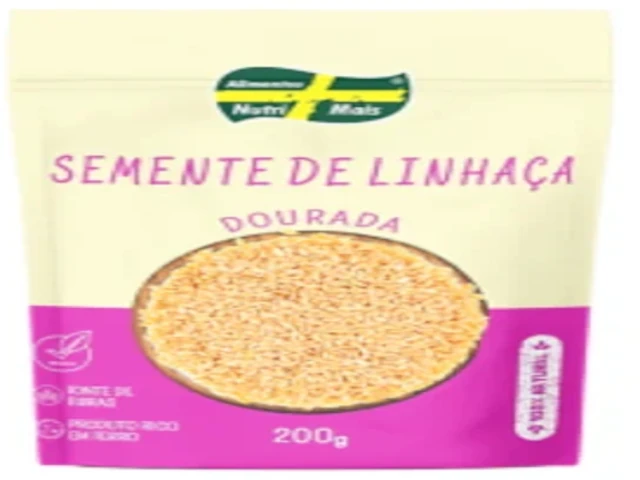 Alimentos
Nutri Mais
SEMENTE DE LINHAÇA
DOURADA
FONTE DE
FIBRAS
PRODUTO RICO
EM FERRO
200g
100% NATURAL